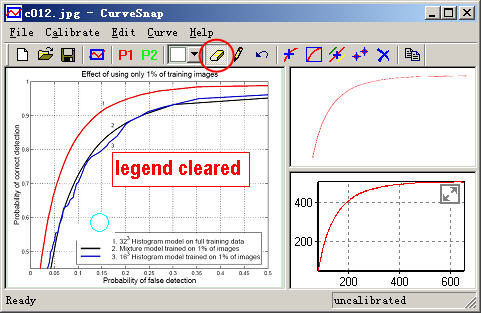 c012.jpg - CurveSnap
File Calibrate Edit Curve Help
P1 P2
Effect of using only 1% of training images
1
2
3
legend cleared
Probability of correct detection
1
0.9
0.8
0.7
0.6
0.5
1. 32³ Histogram model on full training data
2. Mixture model trained on 1% of images
3. 16³ Histogram model trained on 1% of images
0 0.05 0.1 0.15 0.2 0.25 0.3 0.35 0.4 0.45 0.5
Probability of false detection
400
200
200 400 600
Ready
uncalibrated